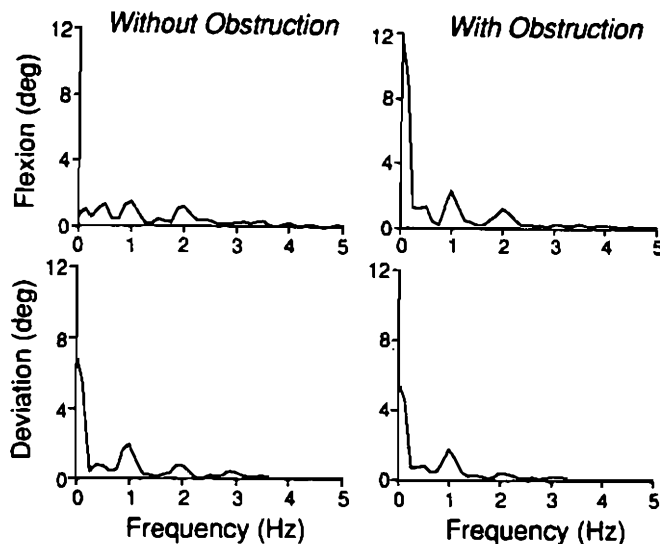 Without Obstruction
With Obstruction
Flexion (deg)
12
8
4
0
0 1 2 3 4 5
12
8
4
0
0 1 2 3 4 5
Deviation (deg)
12
8
4
0
0 1 2 3 4 5
Frequency (Hz)
12
8
4
0
0 1 2 3 4 5
Frequency (Hz)